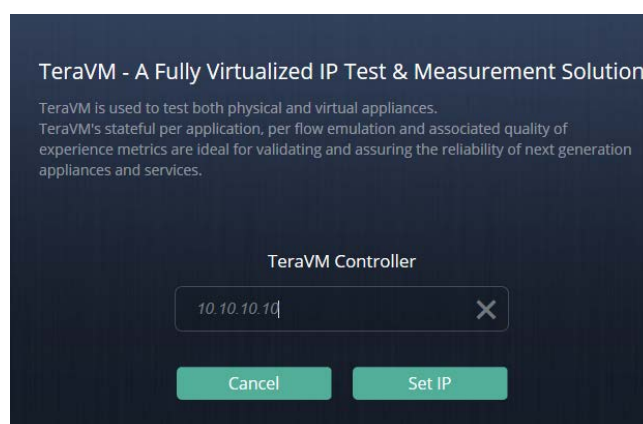 TeraVM - A Fully Virtualized IP Test & Measurement Solution
TeraVM is used to test both physical and virtual appliances.
TeraVM's stateful per application, per flow emulation and associated quality of
experience metrics are ideal for validating and assuring the reliability of next generation
appliances and services.
TeraVM Controller
10.10.10.10
Cancel Set IP